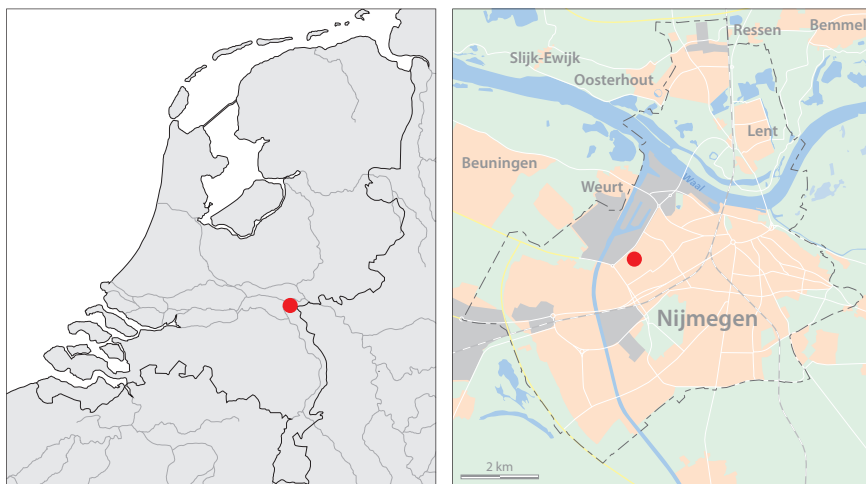 Ressen
Bemmel
Slijk-Ewijk
Oosterhout
Lent
Beuningen
Weurt
Waal
Nijmegen
2 km